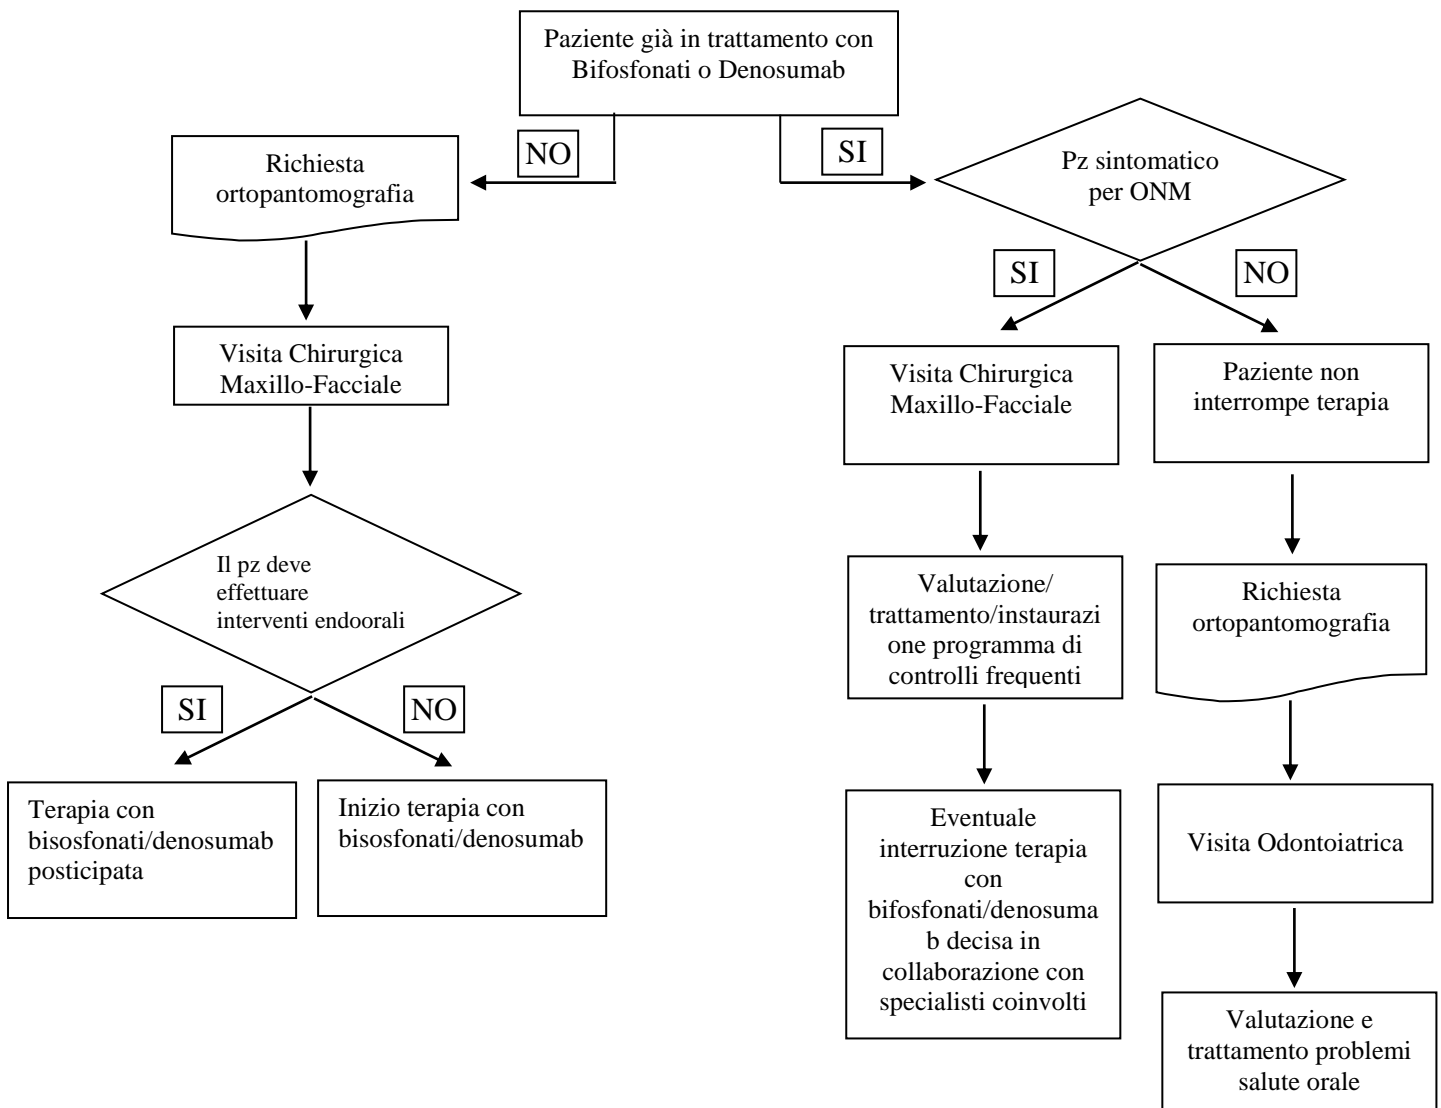 Paziente già in trattamento con
Bifosfonati o Denosumab
NO
SI
Richiesta
ortopantomografia
Pz sintomatico
per ONM
SI
NO
Visita Chirurgica
Maxillo-Facciale
Visita Chirurgica
Maxillo-Facciale
Paziente non
interrompe terapia
Il pz deve
effettuare
interventi endoorali
Valutazione/
trattamento/instaurazi
one programma di
controlli frequenti
Richiesta
ortopantomografia
SI
NO
Terapia con
bisosfonati/denosumab
posticipata
Inizio terapia con
bisosfonati/denosumab
Eventuale
interruzione terapia
con
bifosfonati/denosuma
b decisa in
collaborazione con
specialisti coinvolti
Visita Odontoiatrica
Valutazione e
trattamento problemi
salute orale